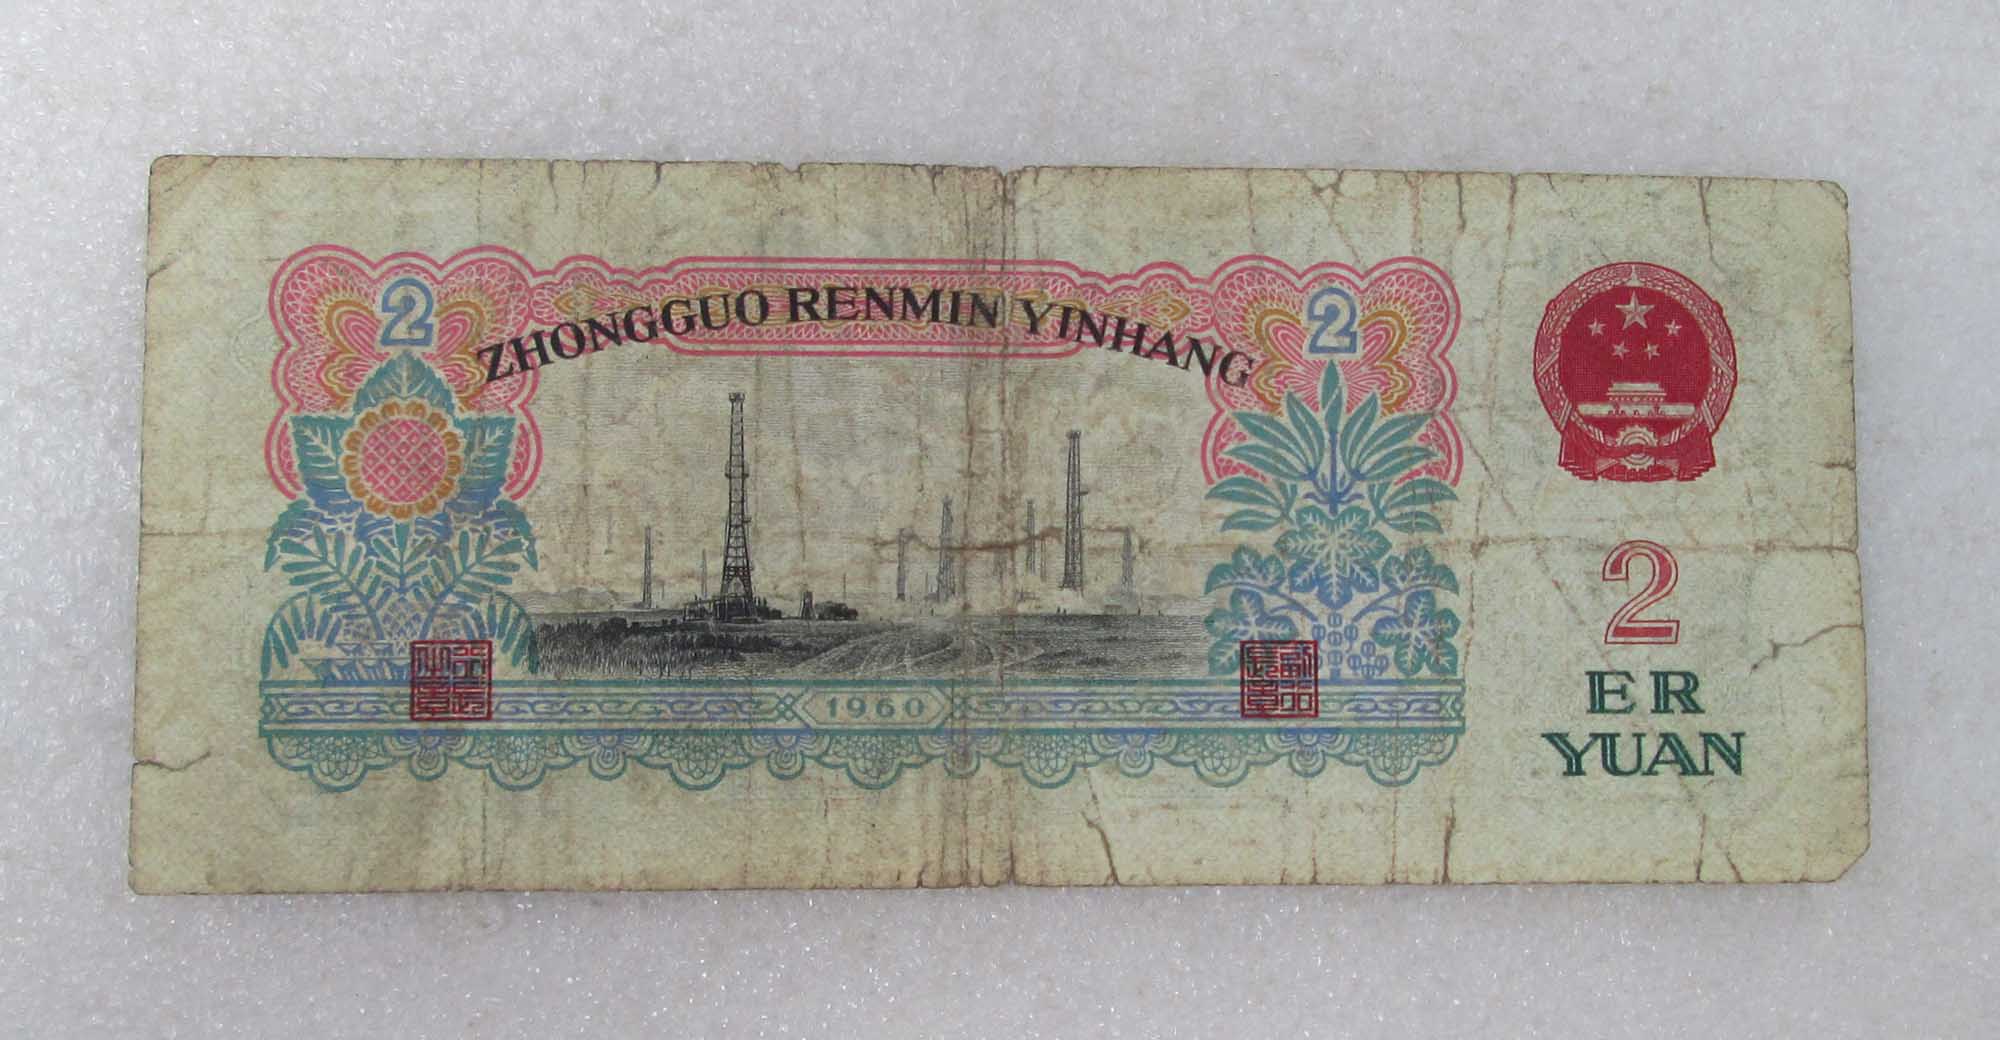 2
ZHONGGUO RENMIN YINHANG
2
2
ER
YUAN
1960